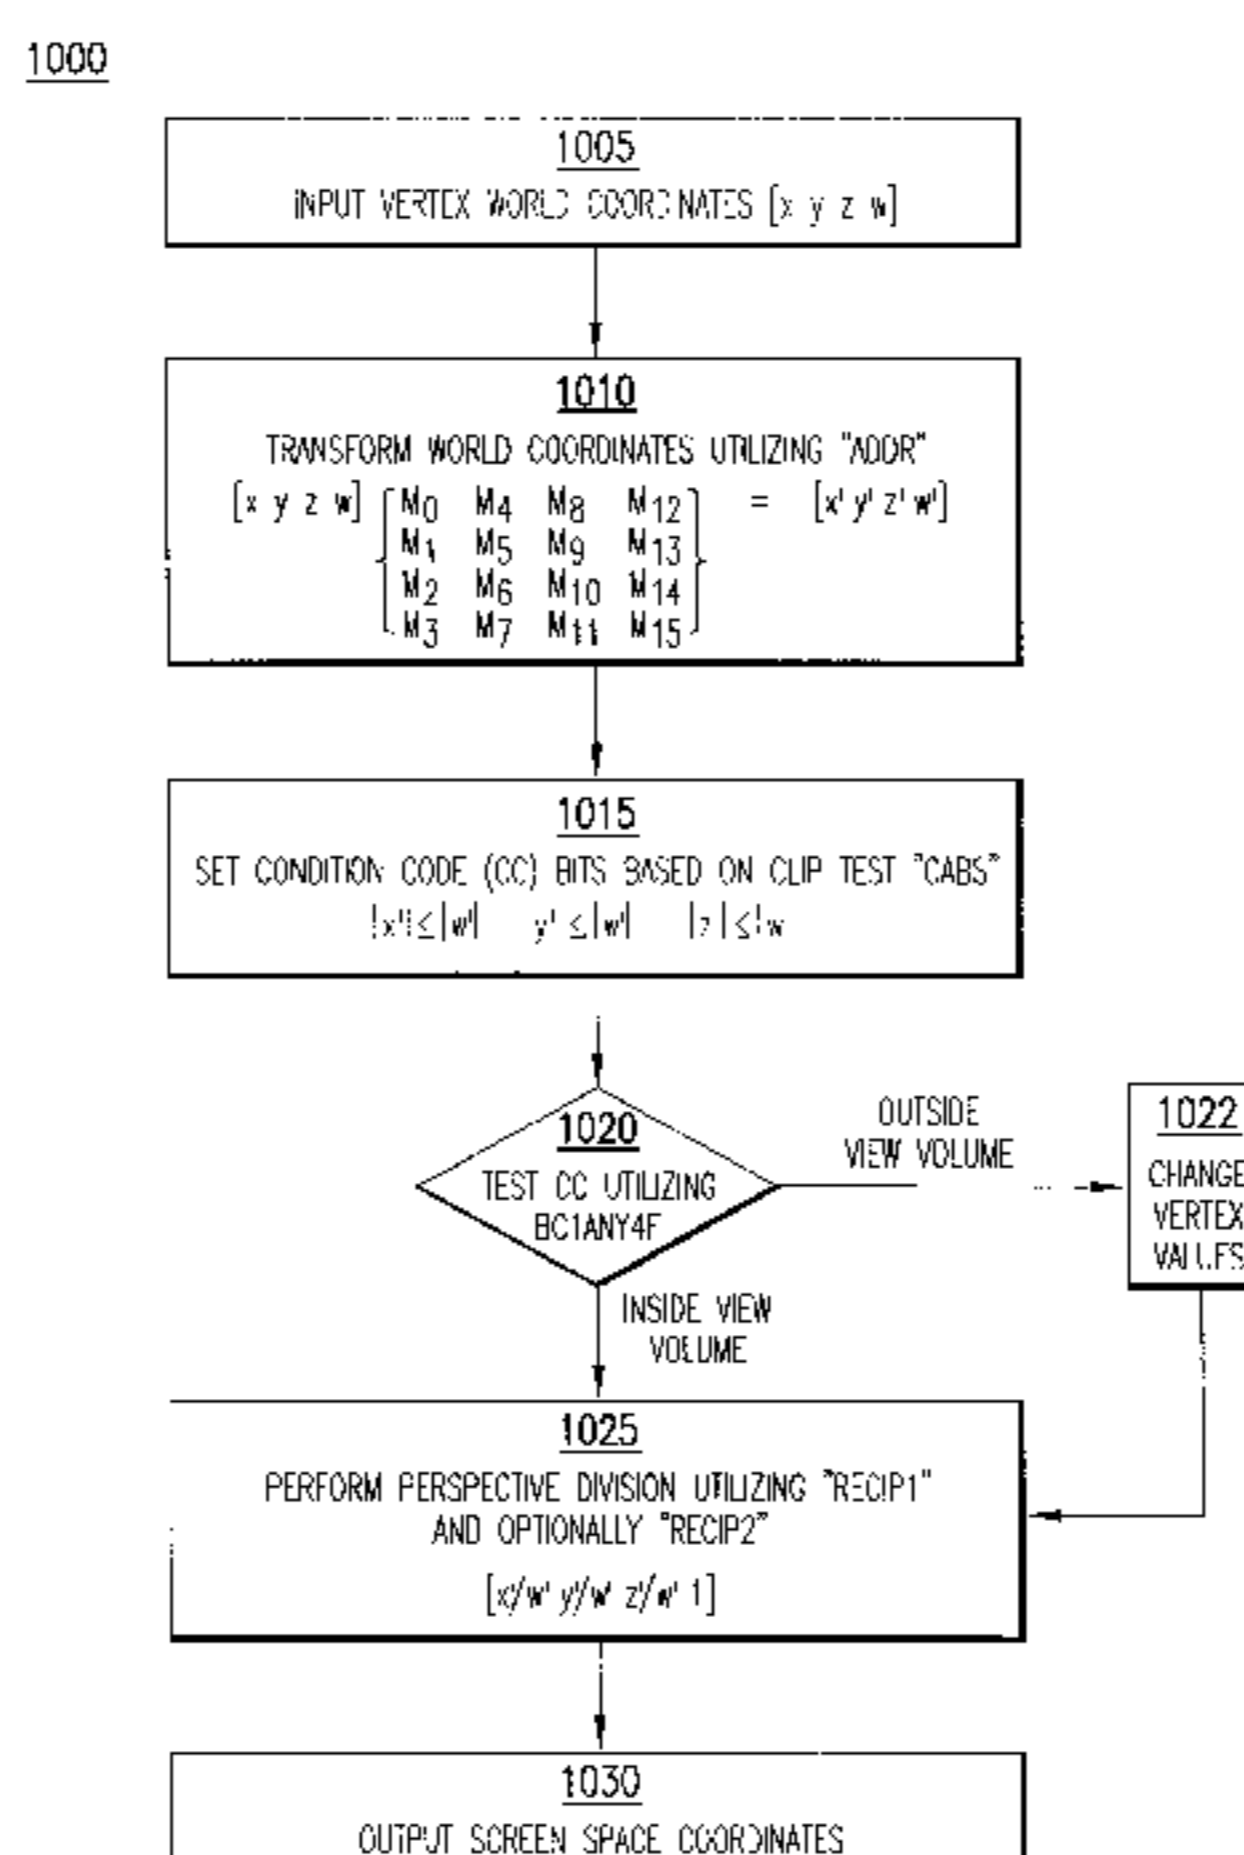 1000
1005
INPUT VERTEX WORLD COORDINATES [x y z w]
1010
TRANSFORM WORLD COORDINATES UTILIZING "ADDR"
[x y z w] M0 M4 M8 M12 = [x' y' z' w']
M1 M5 M9 M13
M2 M6 M10 M14
M3 M7 M11 M15
1015
SET CONDITION CODE (CC) BITS BASED ON CLIP TEST "CABS"
|x'|≤|w'| y' ≤|w'| |z'|≤|w
1020
TEST CC UTILIZING
BC1ANY4F
OUTSIDE
VIEW VOLUME
1022
CHANGE
VERTEX
VALUES
INSIDE VIEW
VOLUME
1025
PERFORM PERSPECTIVE DIVISION UTILIZING "RECIP1"
AND OPTIONALLY "RECIP2"
[x'/w' y'/w' z'/w' 1]
1030
OUTPUT SCREEN SPACE COORDINATES